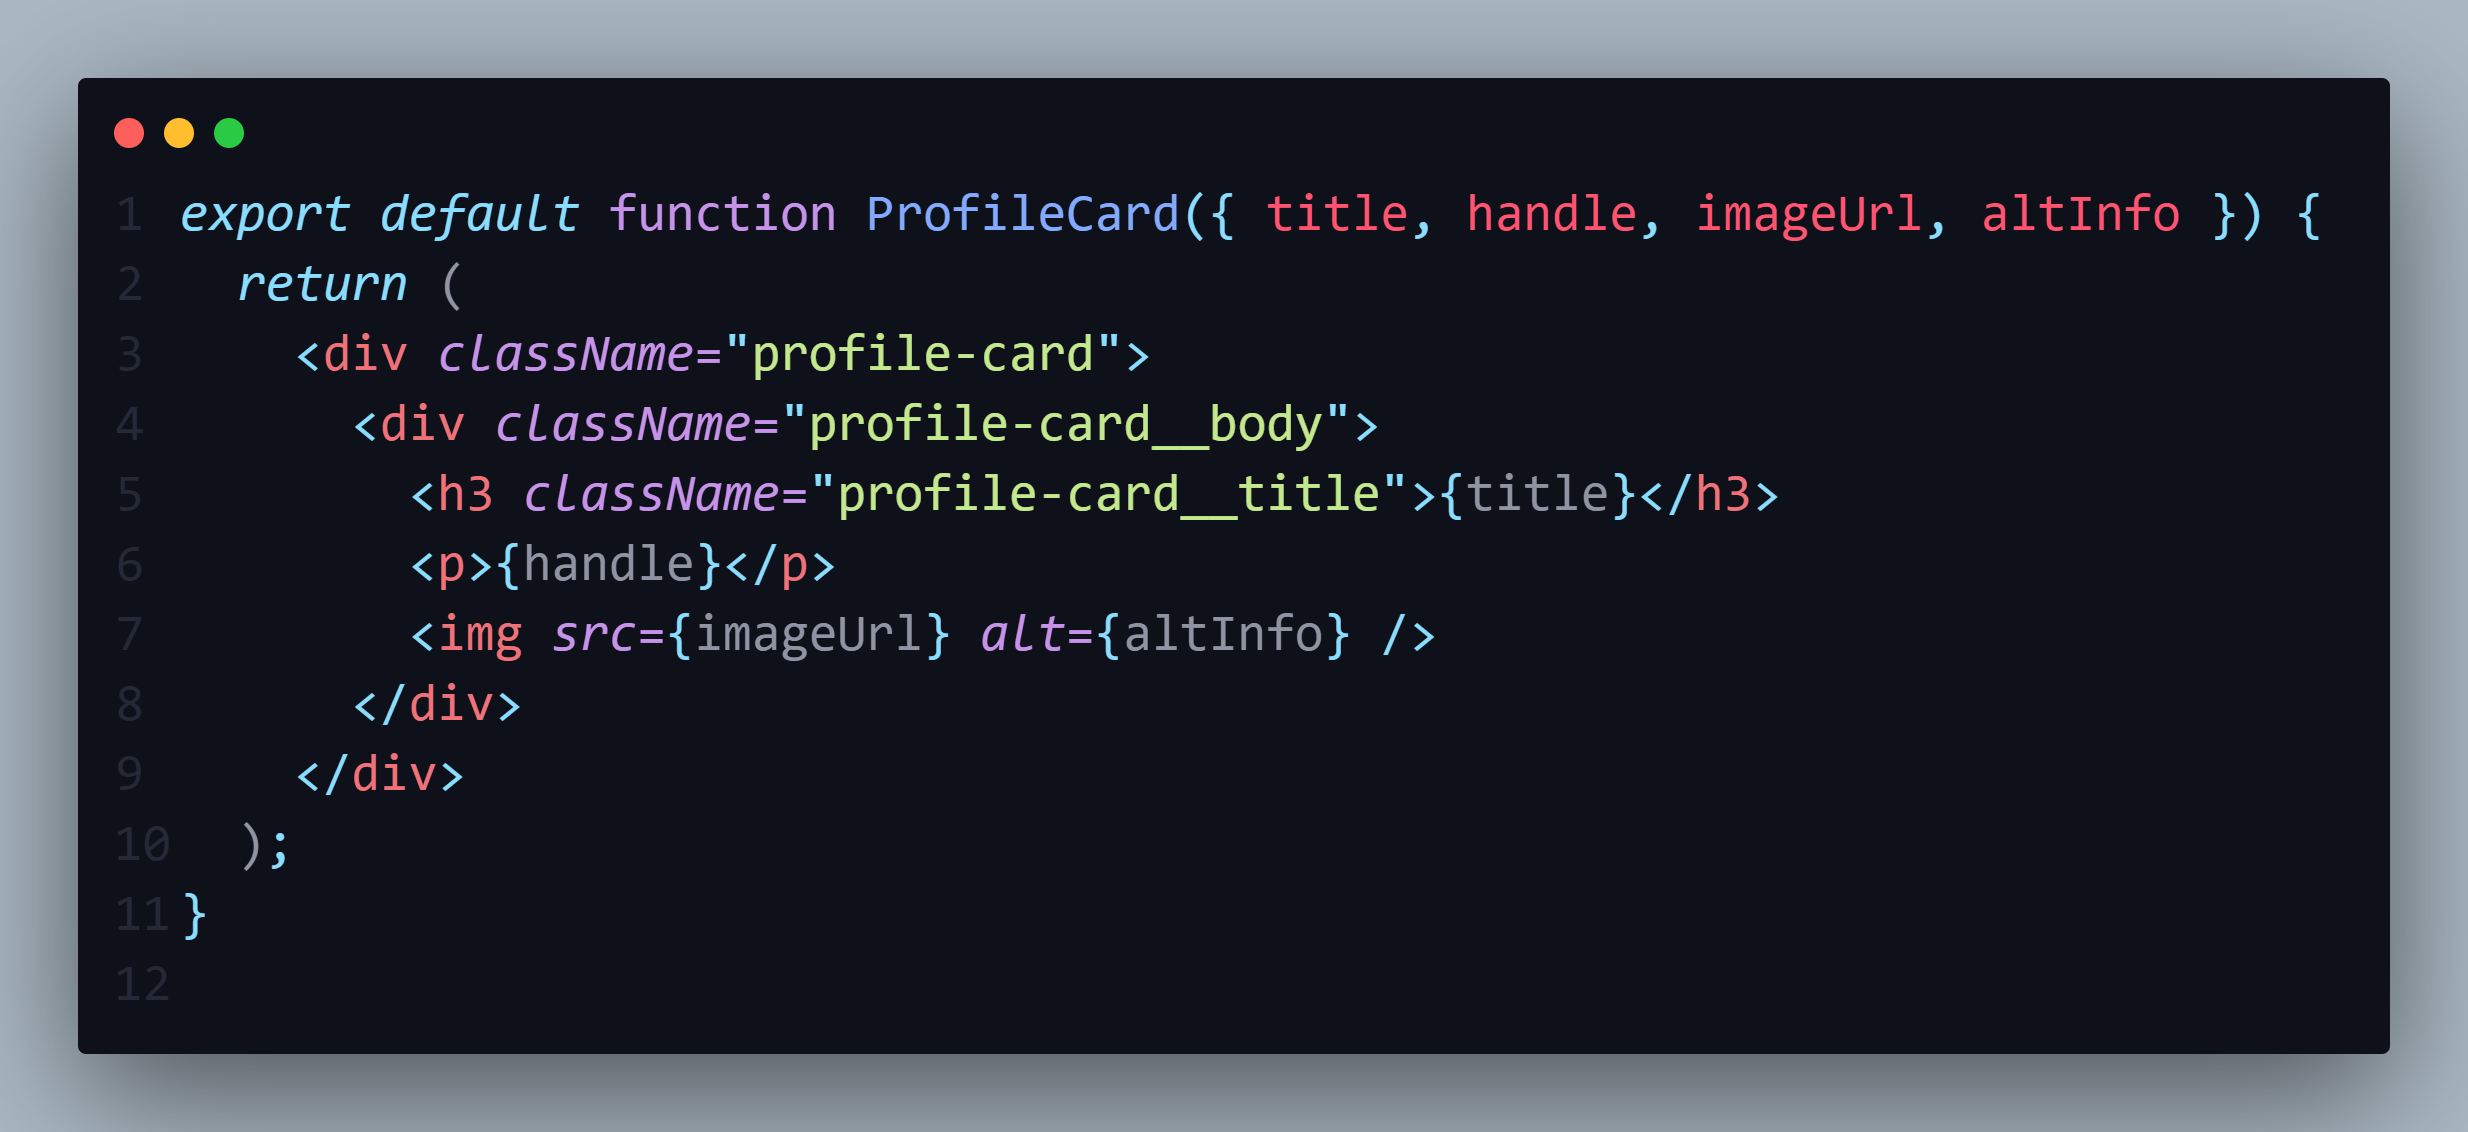 1 export default function ProfileCard({ title, handle, imageUrl, altInfo }) {
2   return (
3     <div className="profile-card">
4       <div className="profile-card__body">
5         <h3 className="profile-card__title">{title}</h3>
6         <p>{handle}</p>
7         <img src={imageUrl} alt={altInfo} />
8       </div>
9     </div>
10   );
11 }
12